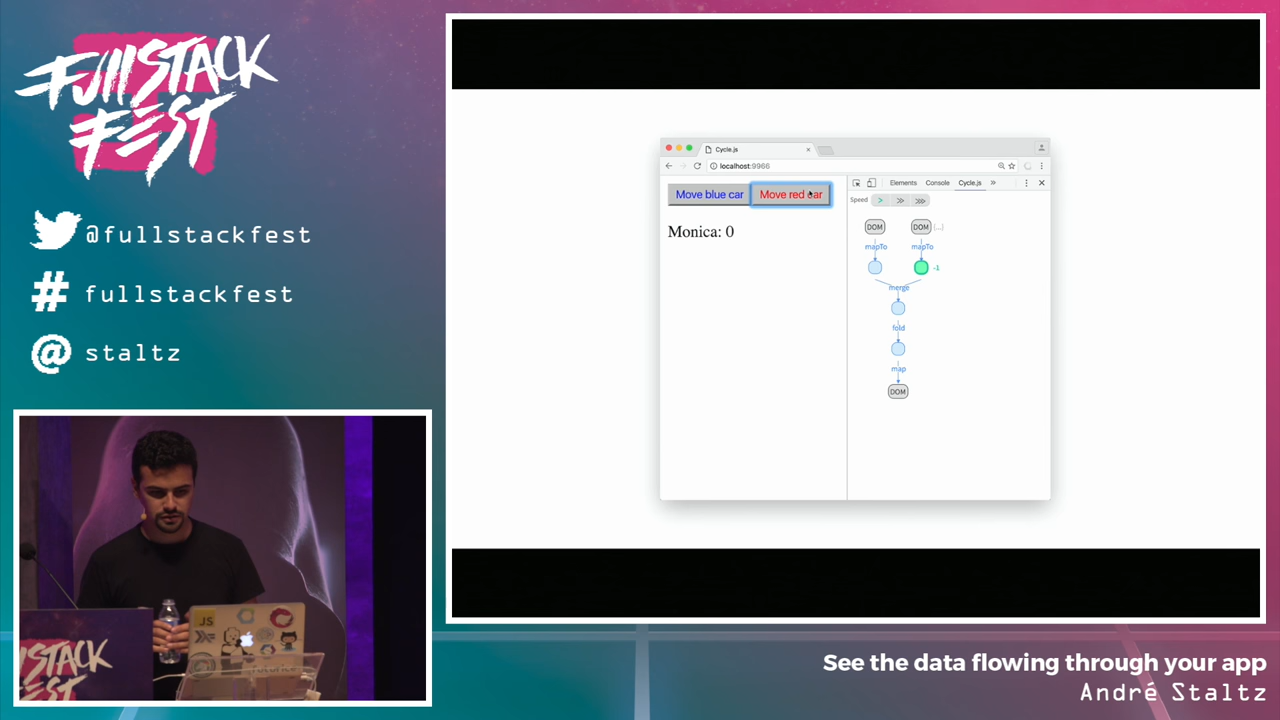 FullSTACK
FEST
@fullstackfest
# fullstackfest
@ staltz
Cycle.js
localhost:9966
Move blue car
Move red car
Monica: 0
Elements
Console
Cycle.js
»
Speed
> >> >>>
DOM
DOM
{...}
mapTo
mapTo
-1
merge
fold
map
DOM
JS
See the data flowing through your app
André Staltz